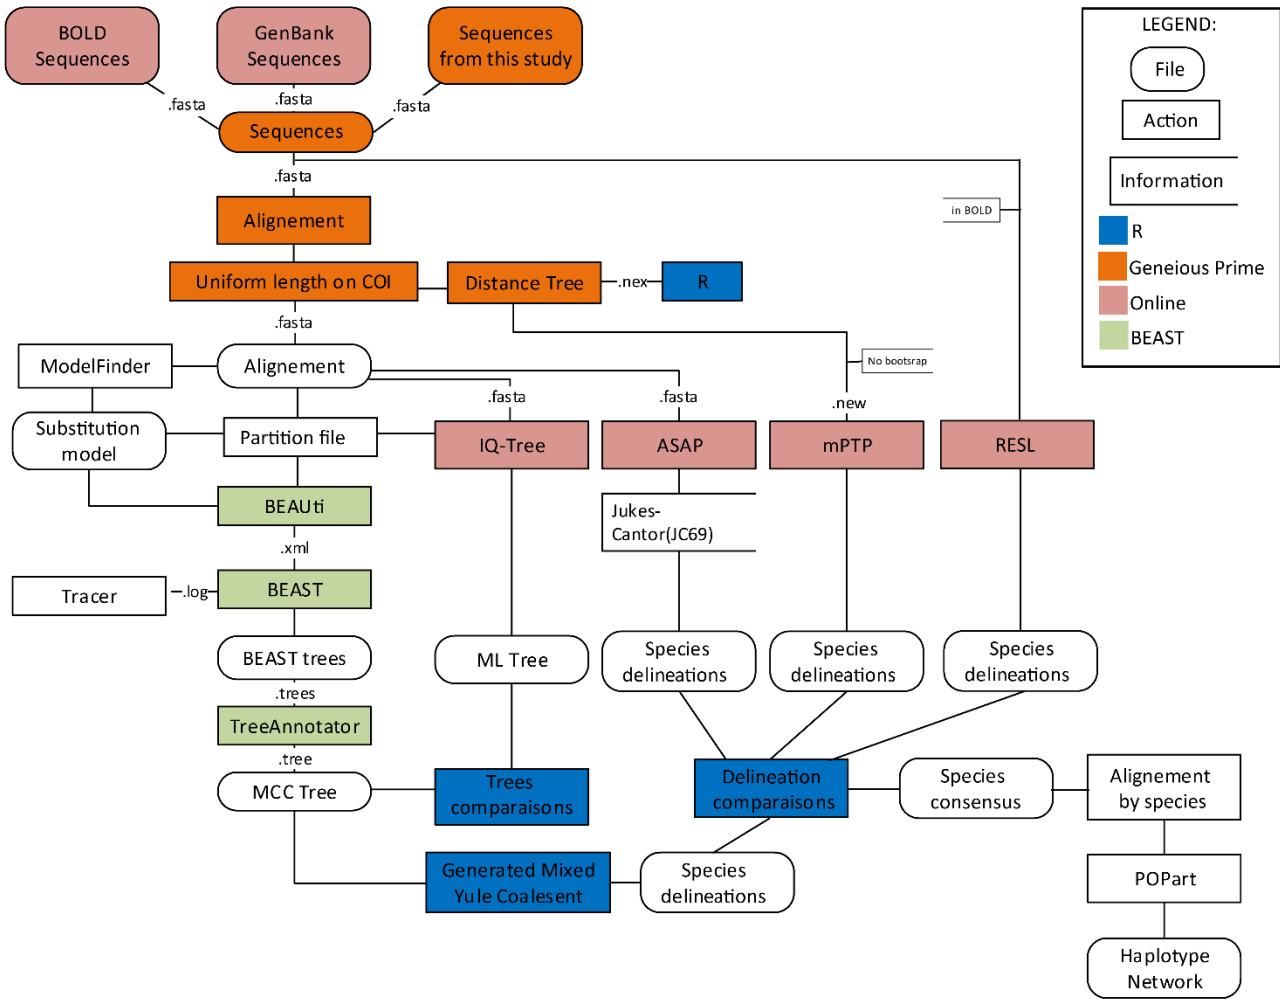 BOLD
Sequences
GenBank
Sequences
Sequences
from this study
LEGEND:
File
Action
Information
R
Geneious Prime
Online
BEAST
.fasta
.fasta
.fasta
Sequences
.fasta
Alignement
in BOLD
Uniform length on COI
Distance Tree
.nex
R
.fasta
ModelFinder
Alignement
No bootsrap
.fasta
.fasta
.new
Substitution
model
Partition file
IQ-Tree
ASAP
mPTP
RESL
BEAUti
Jukes-
Cantor(JC69)
.xml
Tracer
.log
BEAST
BEAST trees
ML Tree
Species
delineations
Species
delineations
Species
delineations
.trees
TreeAnnotator
.tree
MCC Tree
Trees
comparaisons
Delineation
comparaisons
Species
consensus
Alignement
by species
Generated Mixed
Yule Coalesent
Species
delineations
POPart
Haplotype
Network